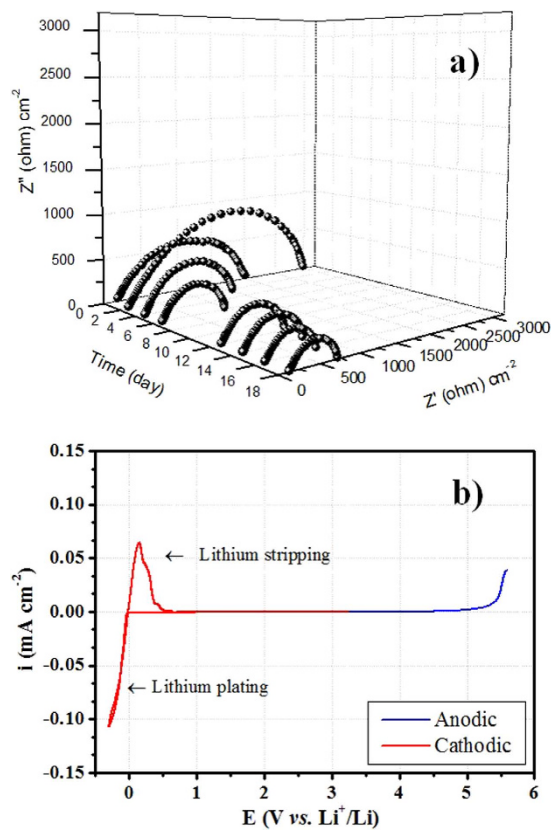 a)
3000
2500
2000
1500
1000
500
0
Z" (ohm) cm-2
0
2
4
6
8
10
12
14
16
18
Time (day)
0
500
1000
1500
2000
2500
3000
Z' (ohm) cm-2
b)
0.15
0.10
0.05
0.00
-0.05
-0.10
-0.15
i (mA cm-2)
← Lithium stripping
← Lithium plating
Anodic
Cathodic
0 1 2 3 4 5 6
E (V vs. Li+/Li)